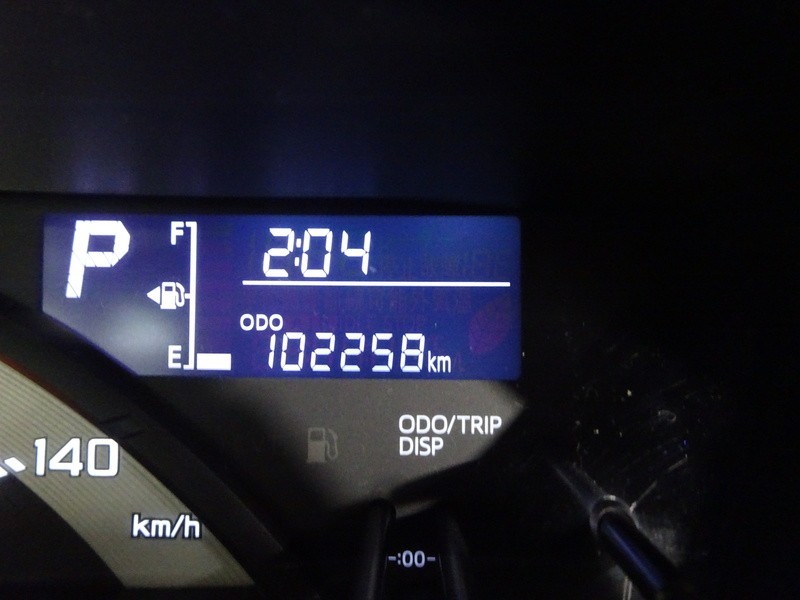 P
F
2:04
ODO
E
102258km
ODO/TRIP
DISP
140
km/h
-:00-